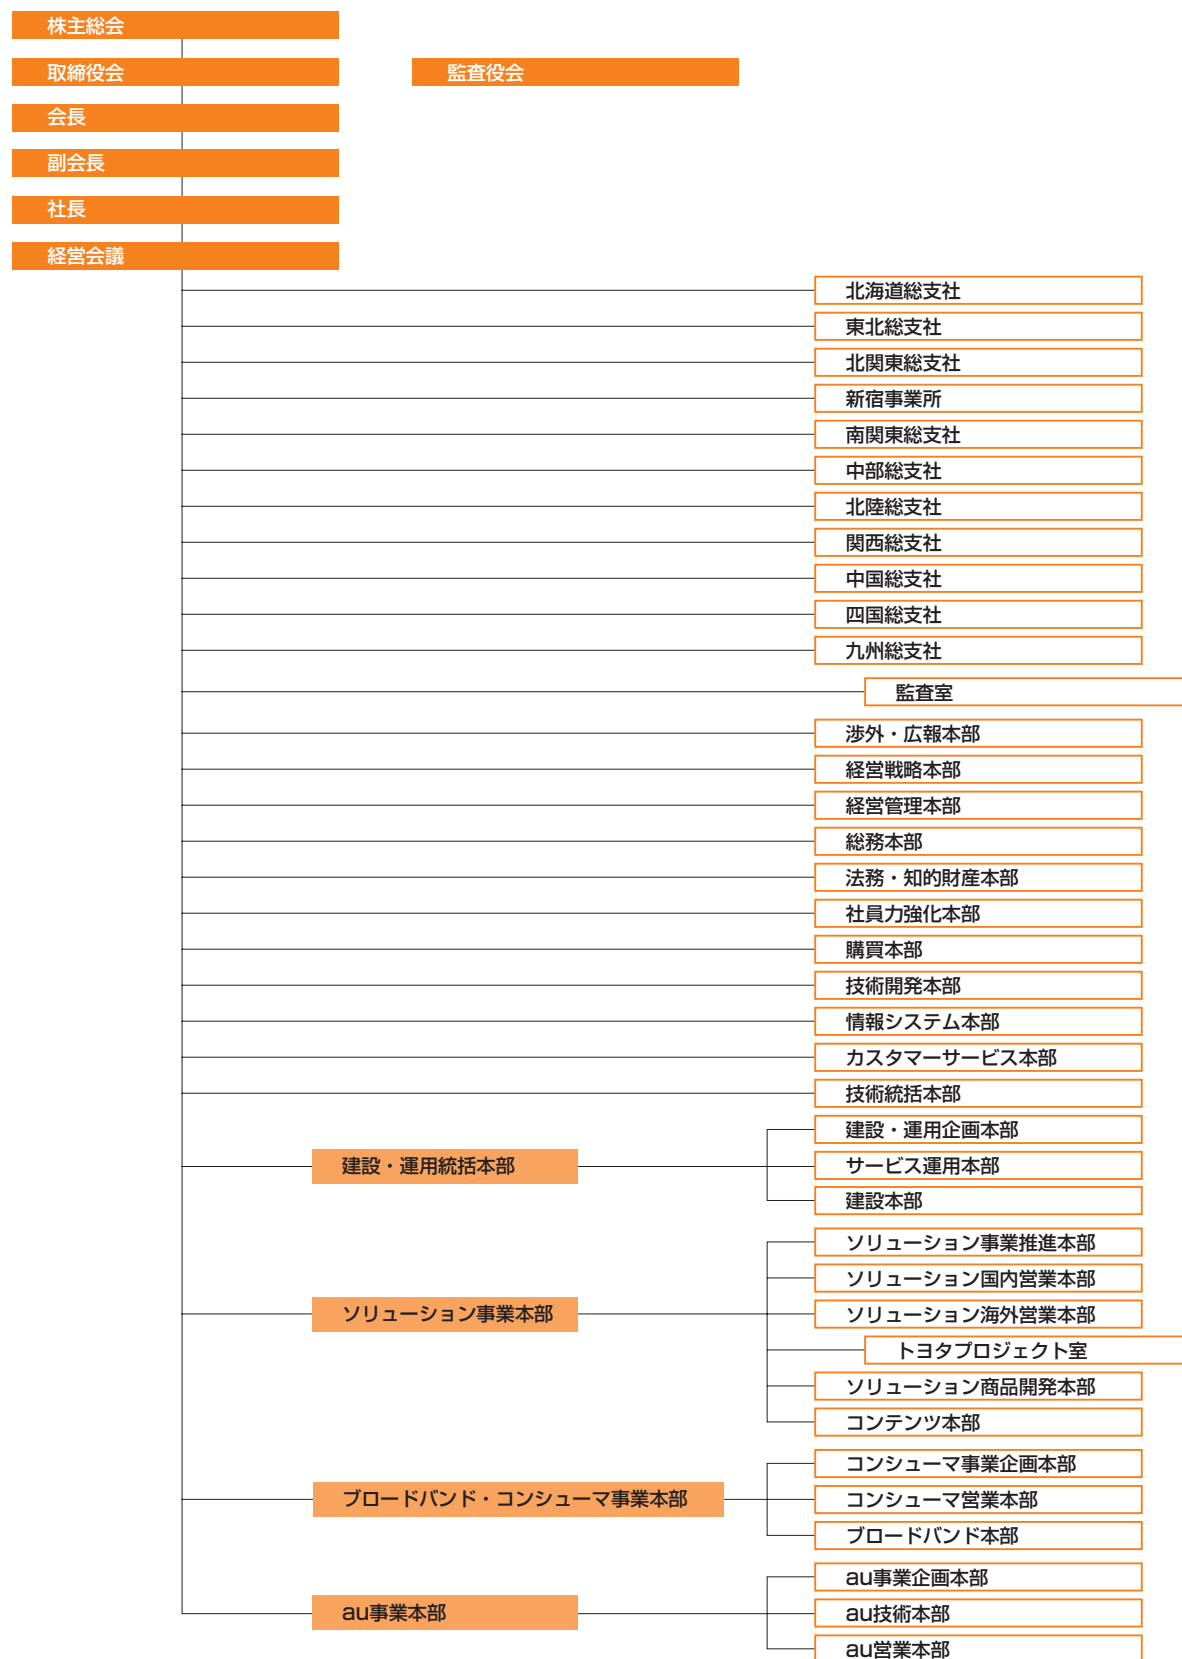 株主総会
取締役会
監査役会
会長
副会長
社長
経営会議
北海道総支社
東北総支社
北関東総支社
新宿事業所
南関東総支社
中部総支社
北陸総支社
関西総支社
中国総支社
四国総支社
九州総支社
監査室
渉外・広報本部
経営戦略本部
経営管理本部
総務本部
法務・知的財産本部
社員力強化本部
購買本部
技術開発本部
情報システム本部
カスタマーサービス本部
技術統括本部
建設・運用統括本部
建設・運用企画本部
サービス運用本部
建設本部
ソリューション事業本部
ソリューション事業推進本部
ソリューション国内営業本部
ソリューション海外営業本部
トヨタプロジェクト室
ソリューション商品開発本部
コンテンツ本部
ブロードバンド・コンシューマ事業本部
コンシューマ事業企画本部
コンシューマ営業本部
ブロードバンド本部
au事業本部
au事業企画本部
au技術本部
au営業本部